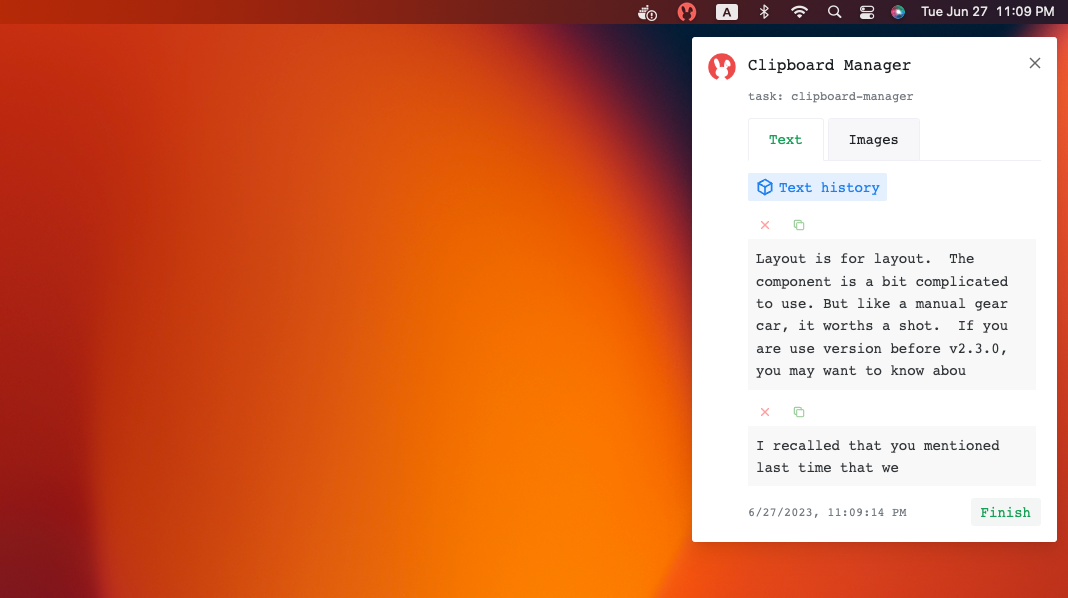 A
Tue Jun 27 11:09 PM
Clipboard Manager
task: clipboard-manager
Text Images
Text history
Layout is for layout.  The
component is a bit complicated
to use. But like a manual gear
car, it worths a shot.  If you
are use version before v2.3.0,
you may want to know abou
I recalled that you mentioned
last time that we
6/27/2023, 11:09:14 PM Finish